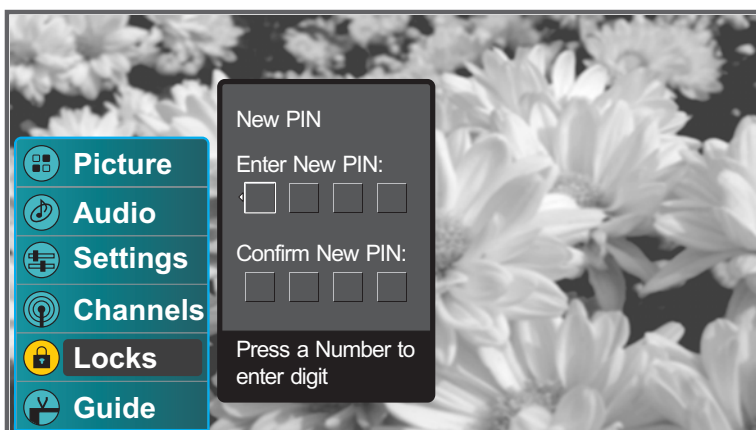 Picture
Audio
Settings
Channels
Locks
Guide
New PIN
Enter New PIN:
Confirm New PIN:
Press a Number to
enter digit